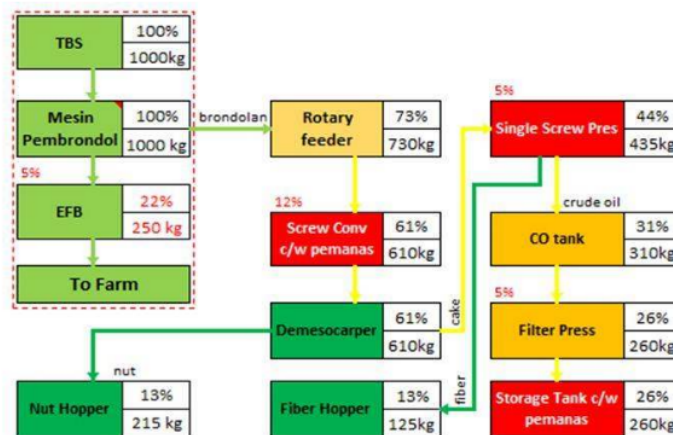 TBS
100%
1000kg
Mesin
Pembrondol
100%
1000 kg
brondolan
Rotary
feeder
73%
730kg
5%
Single Screw Pres
44%
435kg
5%
EFB
22%
250 kg
12%
Screw Conv
c/w pemanas
61%
610kg
crude oil
CO tank
31%
310kg
To Farm
Demesocarper
61%
610kg
cake
5%
Filter Press
26%
260kg
nut
Nut Hopper
13%
215 kg
Fiber Hopper
13%
125kg
fiber
Storage Tank c/w
pemanas
26%
260kg